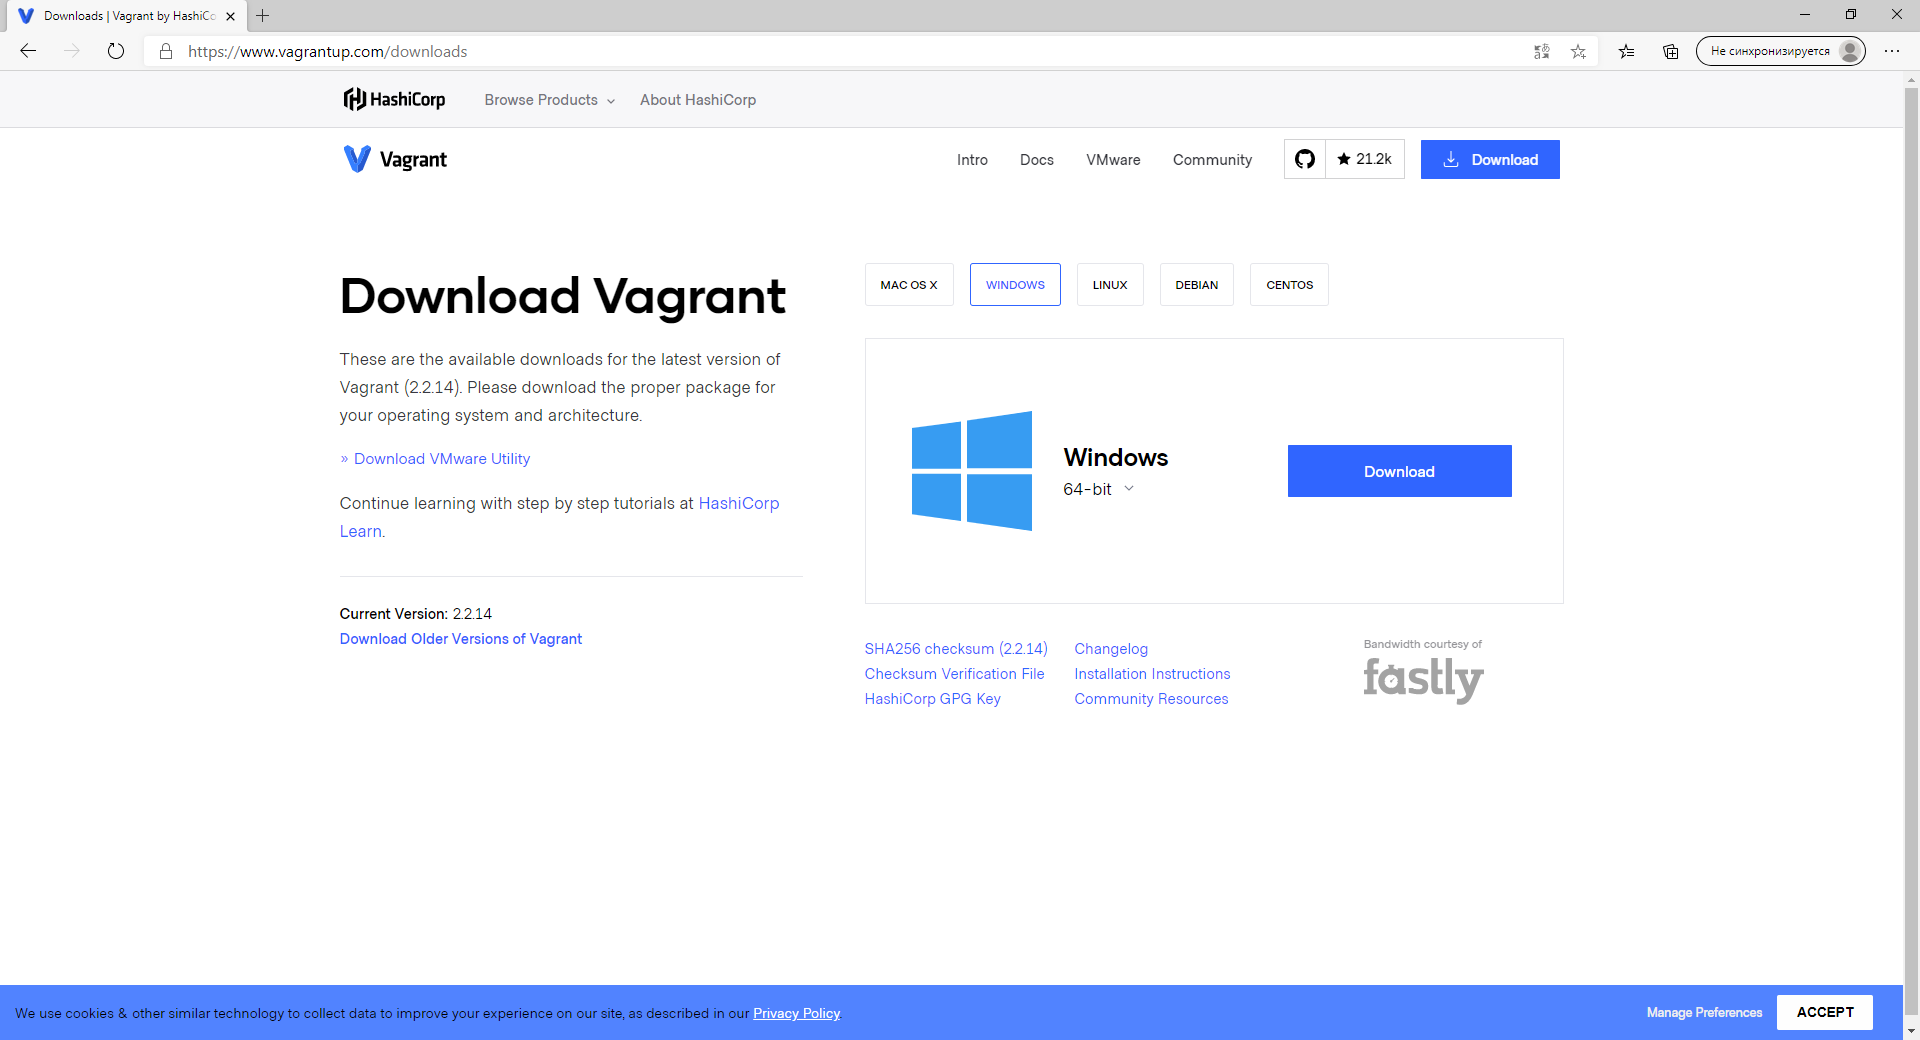 Downloads | Vagrant by HashiCo
https://www.vagrantup.com/downloads
Не синхронизируется
HashiCorp
Browse Products
About HashiCorp
Vagrant
Intro
Docs
VMware
Community
21.2k
Download
Download Vagrant
These are the available downloads for the latest version of
Vagrant (2.2.14). Please download the proper package for
your operating system and architecture.
» Download VMware Utility
Continue learning with step by step tutorials at HashiCorp
Learn.
Current Version: 2.2.14
Download Older Versions of Vagrant
MAC OS X
WINDOWS
LINUX
DEBIAN
CENTOS
Windows
64-bit
Download
SHA256 checksum (2.2.14)
Checksum Verification File
HashiCorp GPG Key
Changelog
Installation Instructions
Community Resources
Bandwidth courtesy of
fastly
We use cookies & other similar technology to collect data to improve your experience on our site, as described in our Privacy Policy.
Manage Preferences
ACCEPT